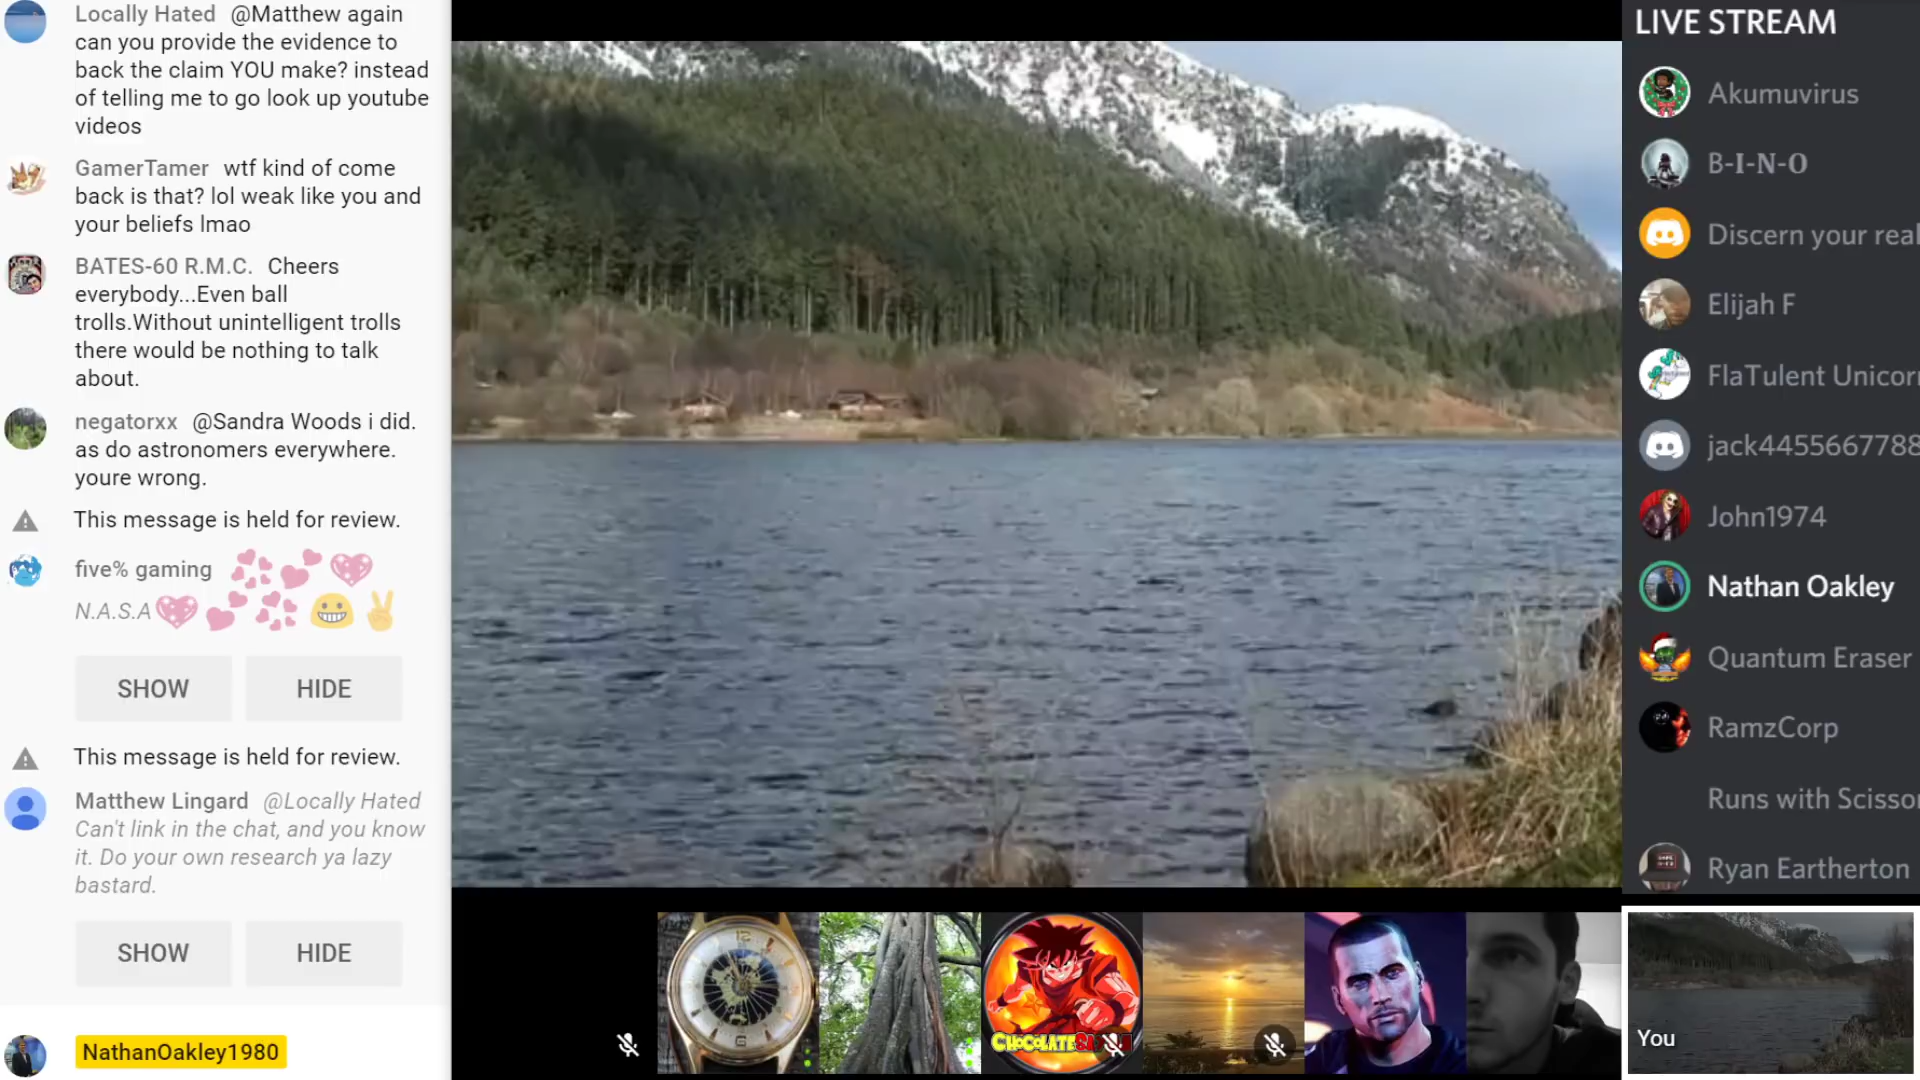 Locally Hated @Matthew again
can you provide the evidence to
back the claim YOU make? instead
of telling me to go look up youtube
videos
GamerTamer wtf kind of come
back is that? lol weak like you and
your beliefs lmao
BATES-60 R.M.C. Cheers
everybody...Even ball
trolls.Without unintelligent trolls
there would be nothing to talk
about.
negatorxx @Sandra Woods i did.
as do astronomers everywhere.
youre wrong.
This message is held for review.
five% gaming
N.A.S.A
SHOW HIDE
This message is held for review.
Matthew Lingard @Locally Hated
Can't link in the chat, and you know
it. Do your own research ya lazy
bastard.
SHOW HIDE
NathanOakley1980
LIVE STREAM
Akumuvirus
B-I-N-O
Discern your real
Elijah F
FlaTulent Unicorn
jack4455667788
John1974
Nathan Oakley
Quantum Eraser
RamzCorp
Runs with Scissor
Ryan Eartherton
You